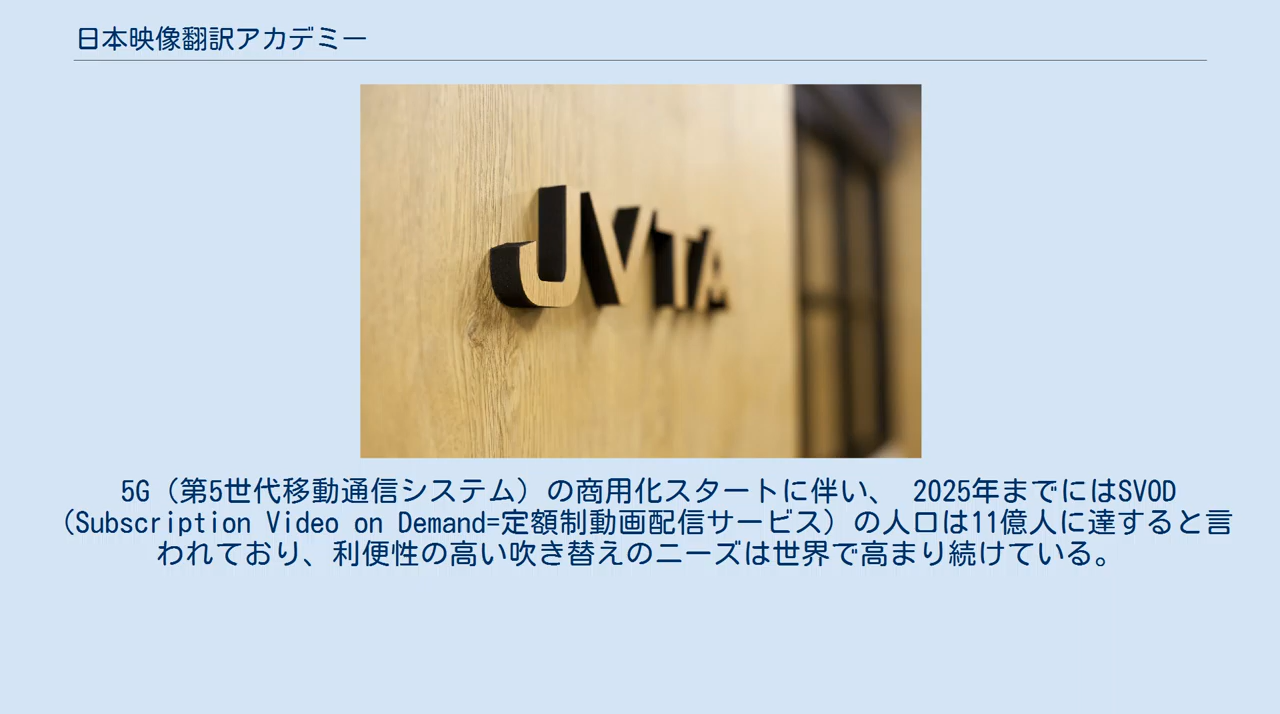 日本映像翻訳アカデミー
JVTA
5G（第5世代移動通信システム）の商用化スタートに伴い、 2025年までにはSVOD
（Subscription Video on Demand=定額制動画配信サービス）の人口は11億人に達すると言
われており、利便性の高い吹き替えのニーズは世界で高まり続けている。